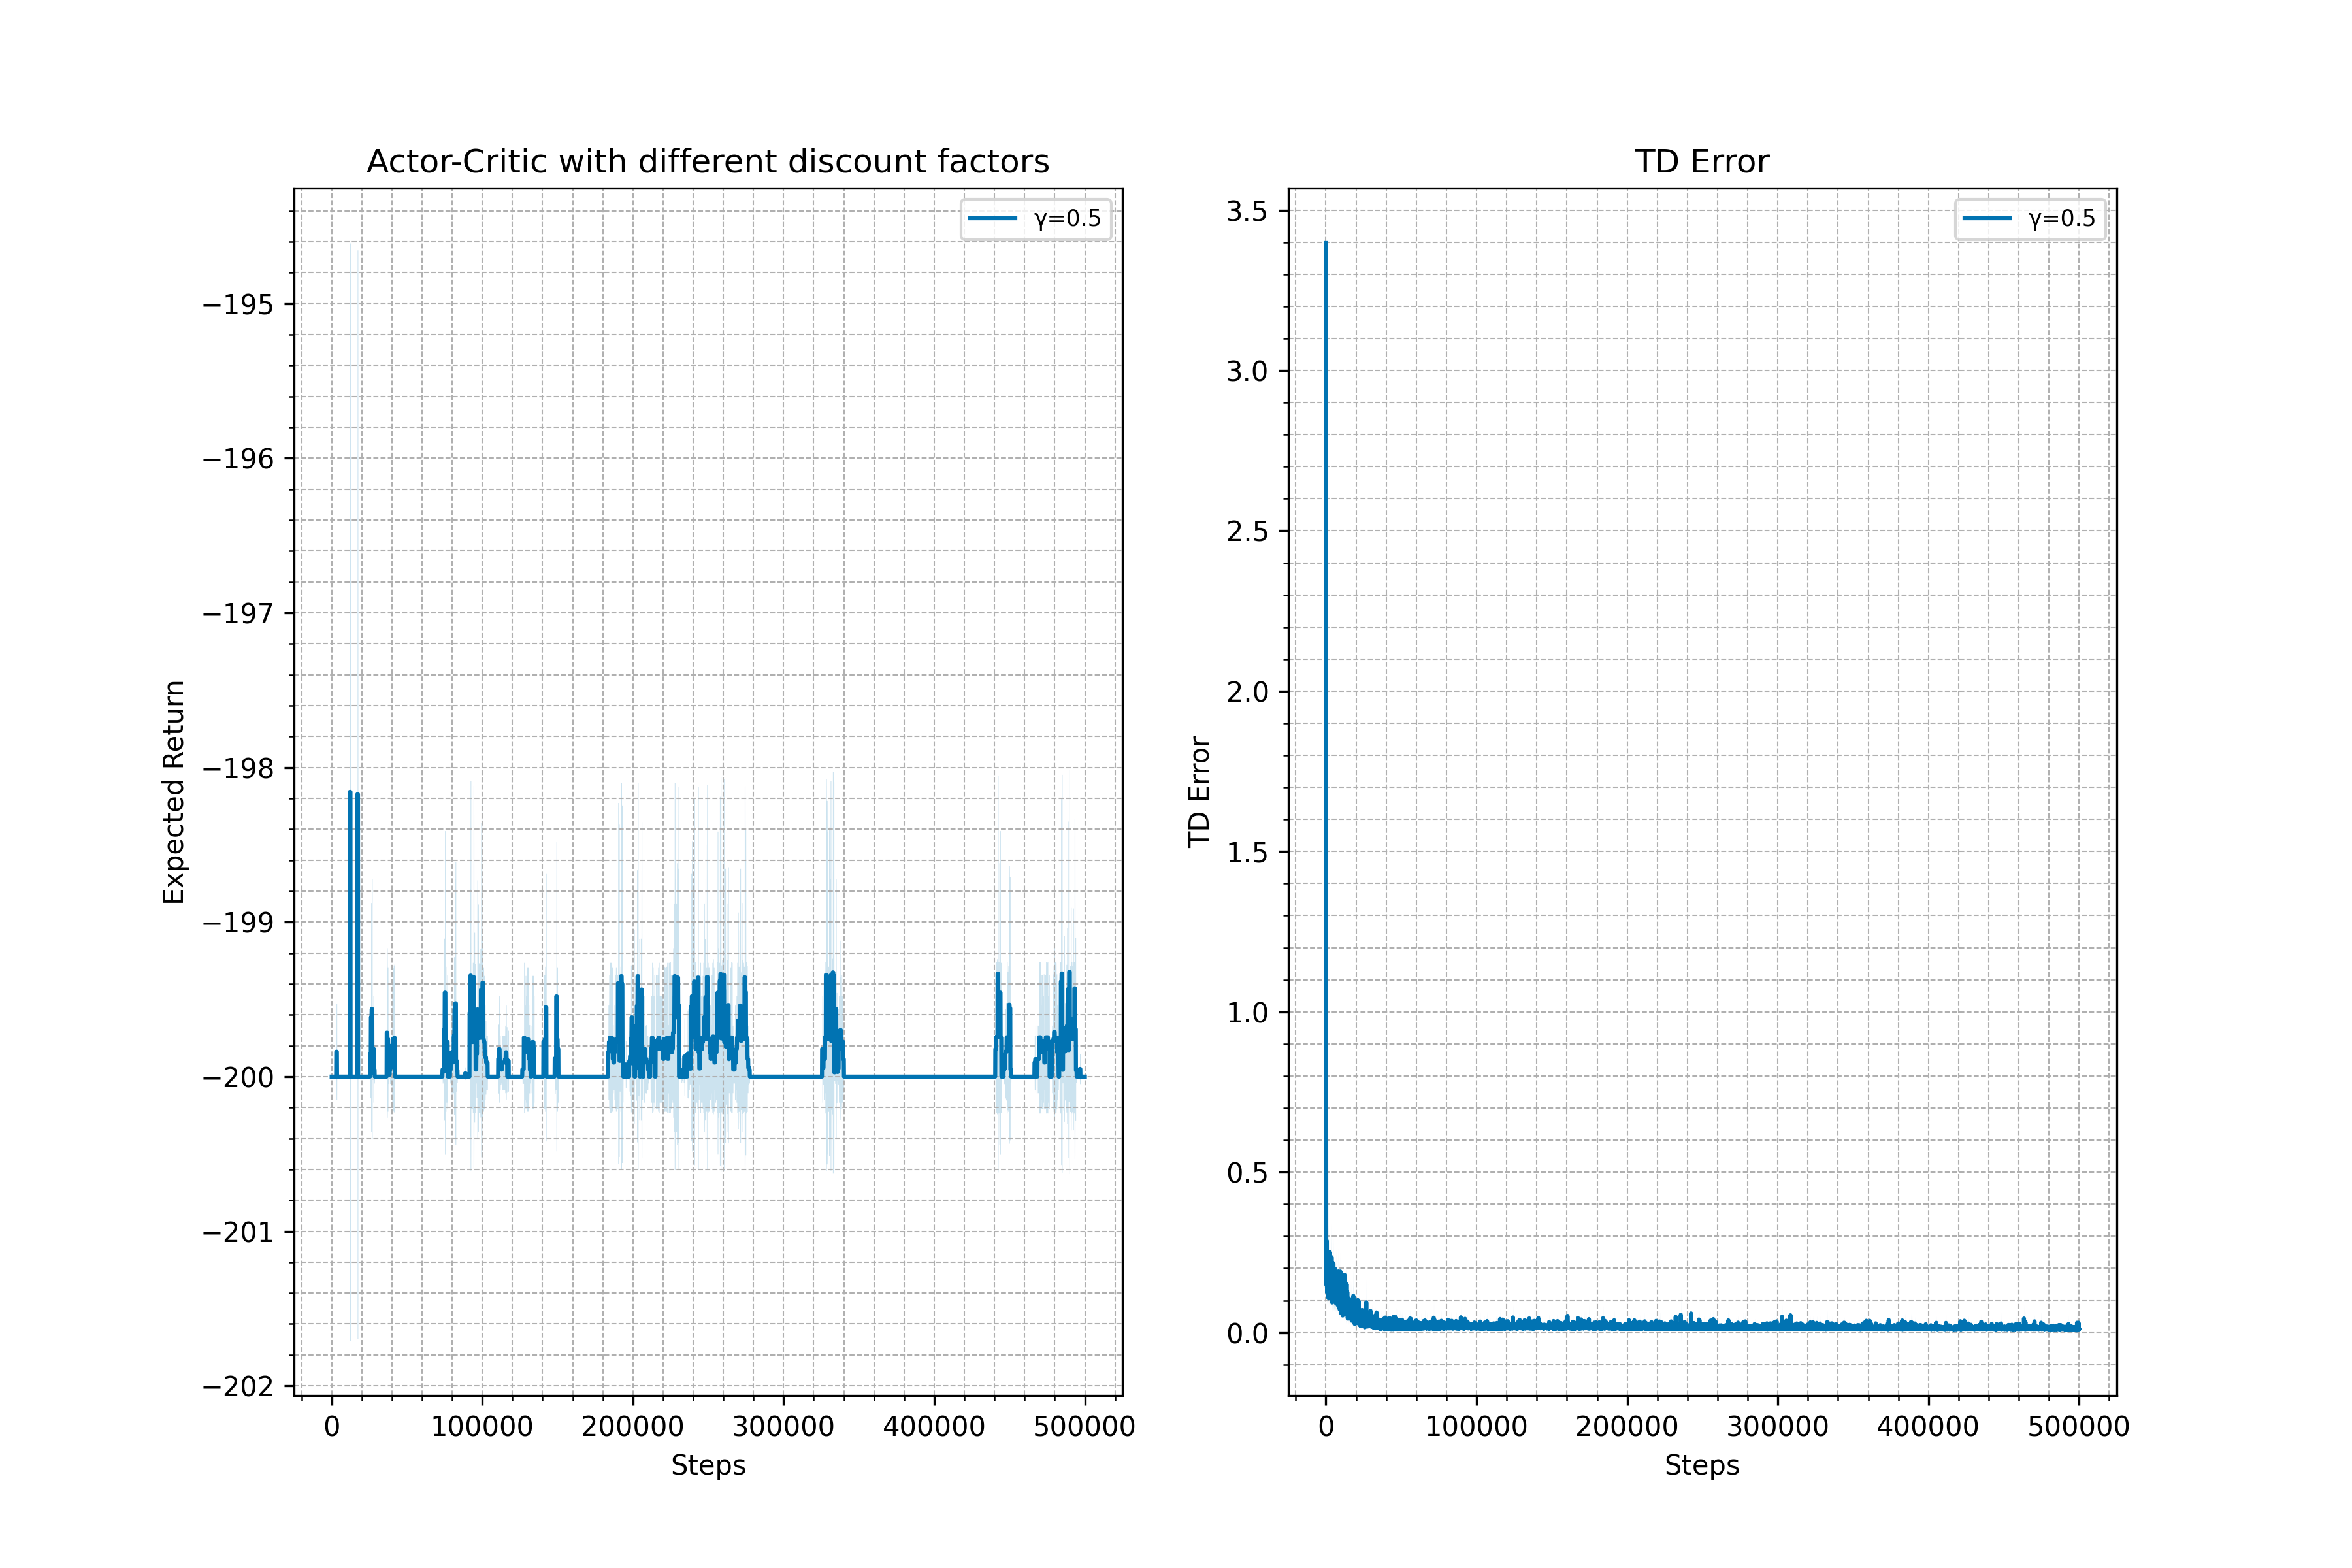 Actor-Critic with different discount factors
γ=0.5
Expected Return
−195
−196
−197
−198
−199
−200
−201
−202
0 100000 200000 300000 400000 500000
Steps
TD Error
γ=0.5
TD Error
3.5
3.0
2.5
2.0
1.5
1.0
0.5
0.0
0 100000 200000 300000 400000 500000
Steps